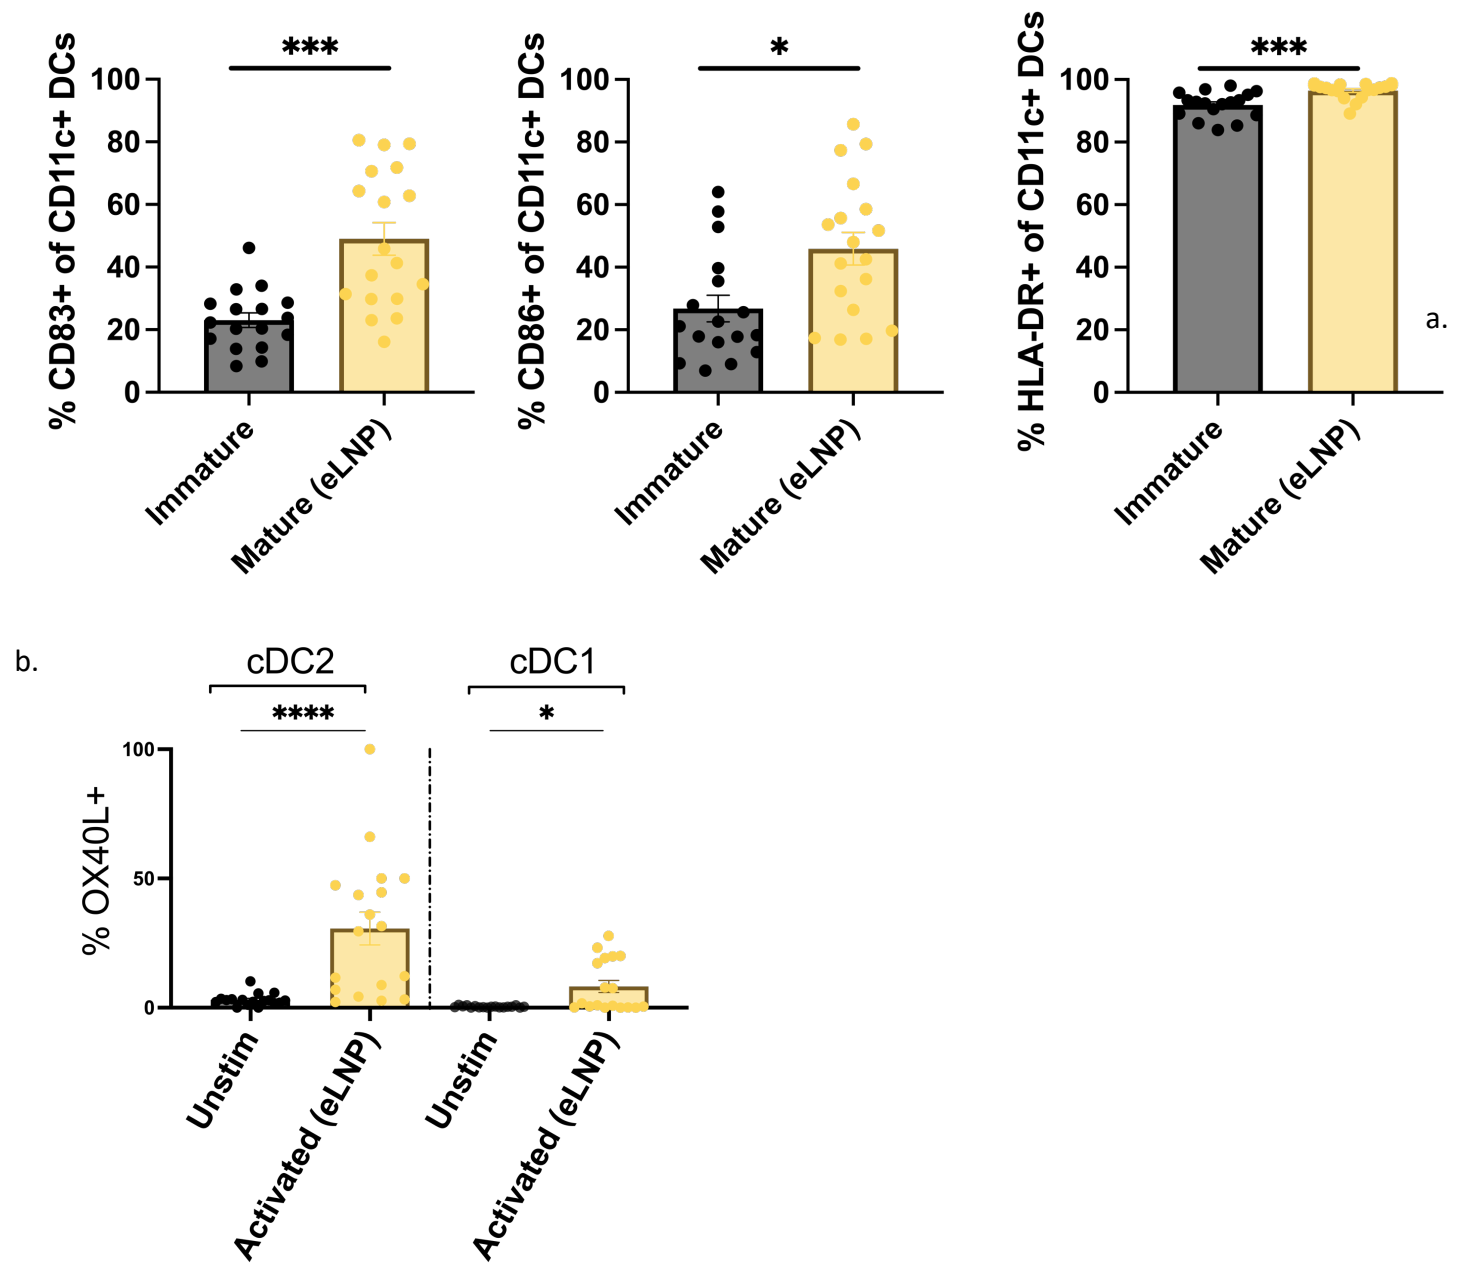 % CD83+ of CD11c+ DCs
100
80
60
40
20
0
***
Immature
Mature (eLNP)
% CD86+ of CD11c+ DCs
100
80
60
40
20
0
*
Immature
Mature (eLNP)
% HLA-DR+ of CD11c+ DCs
100
80
60
40
20
0
***
Immature
Mature (eLNP)
a.
b.
cDC2
cDC1
****
*
% OX40L+
100
50
0
Unstim
Activated (eLNP)
Unstim
Activated (eLNP)